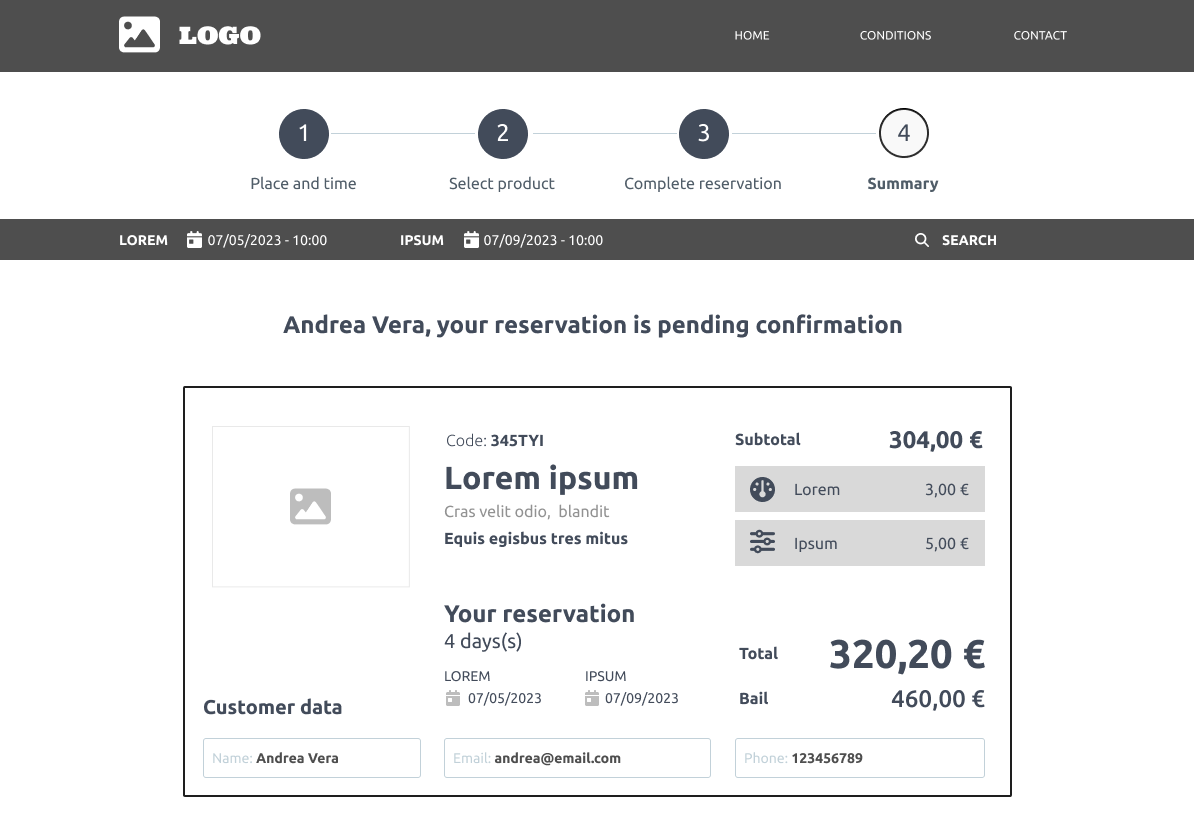 LOGO HOME CONDITIONS CONTACT
1 2 3 4
Place and time Select product Complete reservation Summary
LOREM 07/05/2023 - 10:00 IPSUM 07/09/2023 - 10:00 SEARCH
Andrea Vera, your reservation is pending confirmation
Code: 345TYI
Lorem ipsum
Cras velit odio, blandit
Equis egisbus tres mitus
Subtotal 304,00 €
Lorem 3,00 €
Ipsum 5,00 €
Your reservation
4 days(s)
LOREM IPSUM
07/05/2023 07/09/2023
Total 320,20 €
Bail 460,00 €
Customer data
Name: Andrea Vera Email: andrea@email.com Phone: 123456789